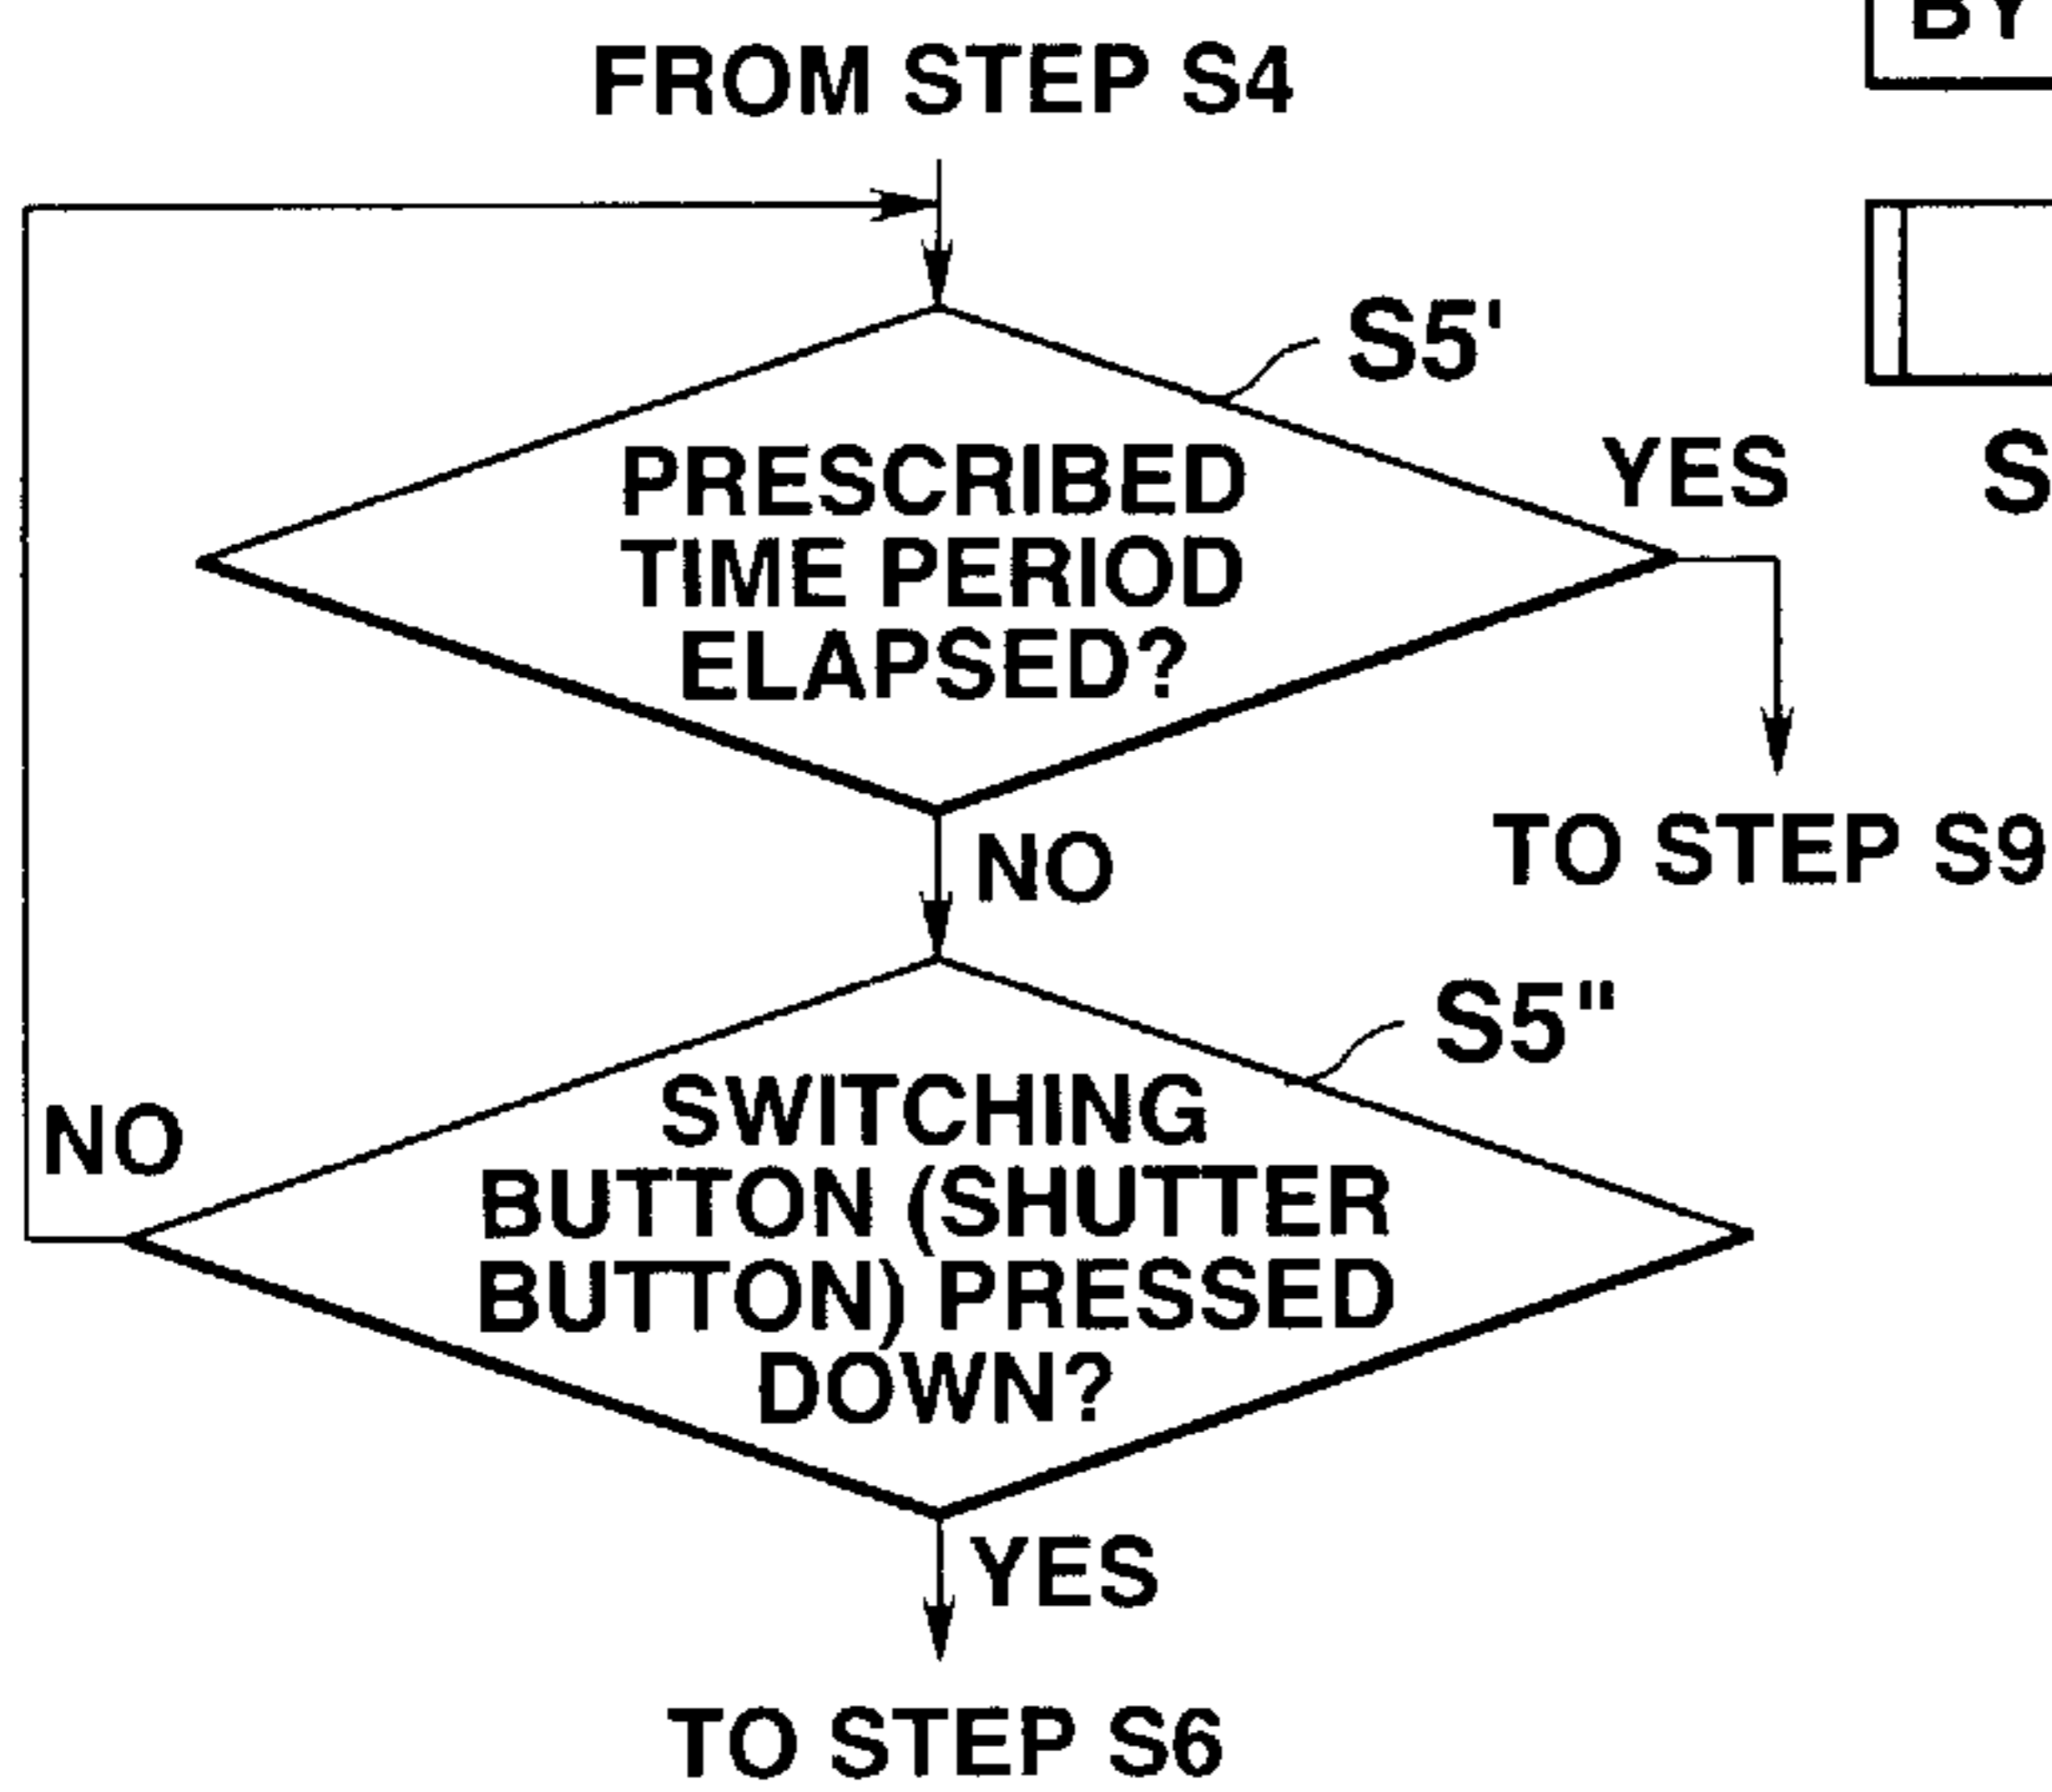 BY
FROM STEP S4
S5'
PRESCRIBED
TIME PERIOD
ELAPSED?
YES
S
TO STEP S9
NO
S5"
SWITCHING
BUTTON (SHUTTER
BUTTON) PRESSED
DOWN?
NO
YES
TO STEP S6